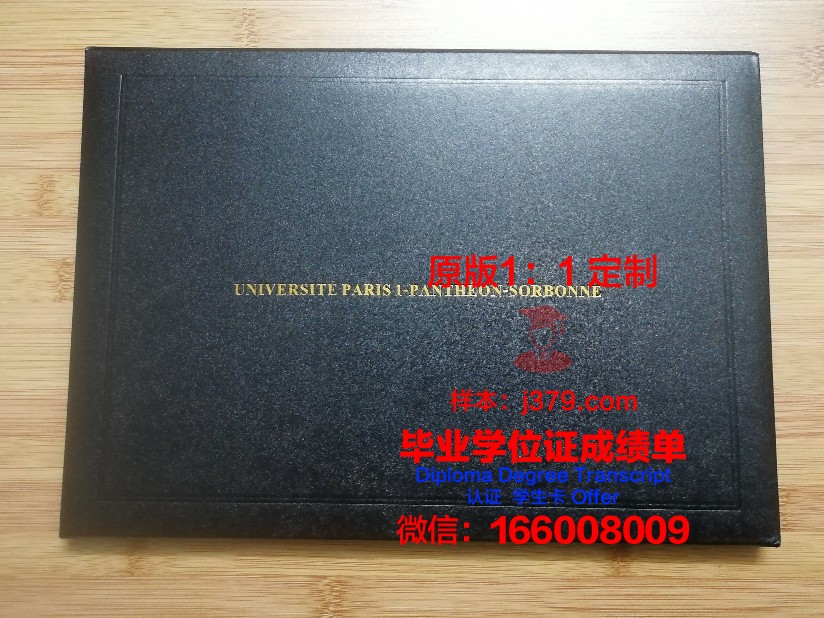 原版1：1 定制
UNIVERSITE PARIS 1-PANTHEON-SORBONNE
样本：j379.com
毕业学位证成绩单
Diploma Degree Transcript
认证 学生卡 Offer
微信：166008009